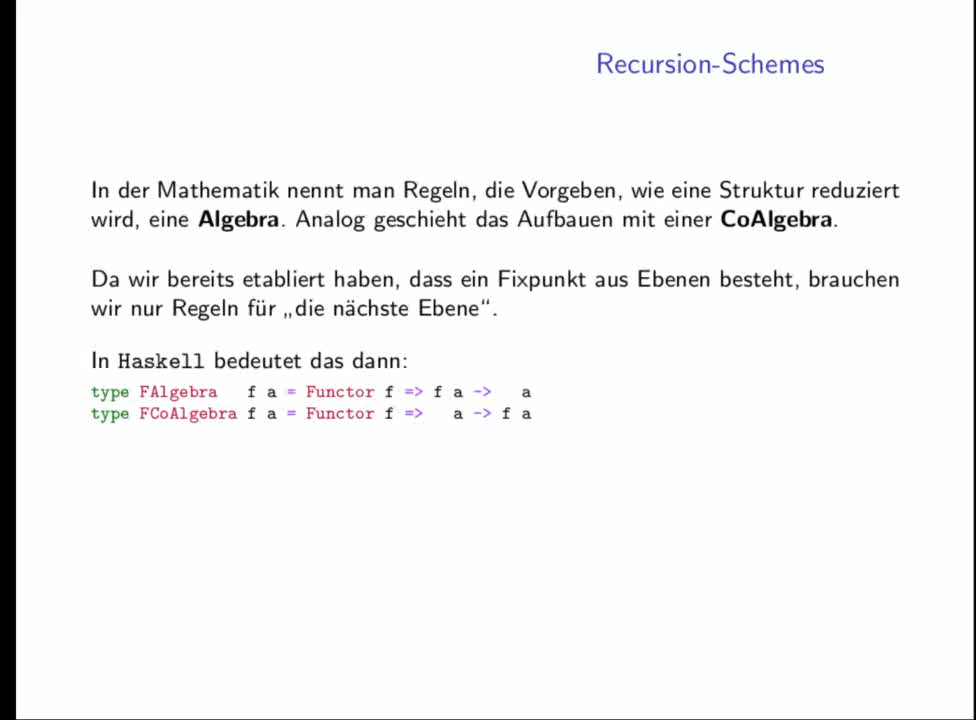 Recursion-Schemes
In der Mathematik nennt man Regeln, die Vorgeben, wie eine Struktur reduziert
wird, eine Algebra. Analog geschieht das Aufbauen mit einer CoAlgebra.
Da wir bereits etabliert haben, dass ein Fixpunkt aus Ebenen besteht, brauchen
wir nur Regeln für „die nächste Ebene“.
In Haskell bedeutet das dann:
type FAlgebra   f a = Functor f => f a ->   a
type FCoAlgebra f a = Functor f =>   a -> f a